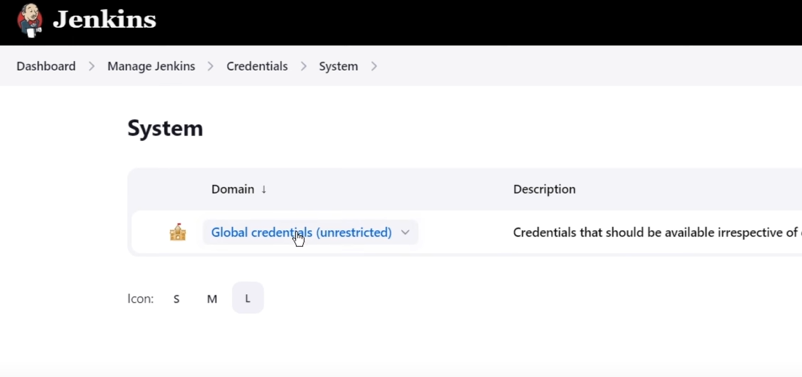 Jenkins
Dashboard > Manage Jenkins > Credentials > System >
System
Domain ↓ Description
Global credentials (unrestricted) Credentials that should be available irrespective of
Icon: S M L